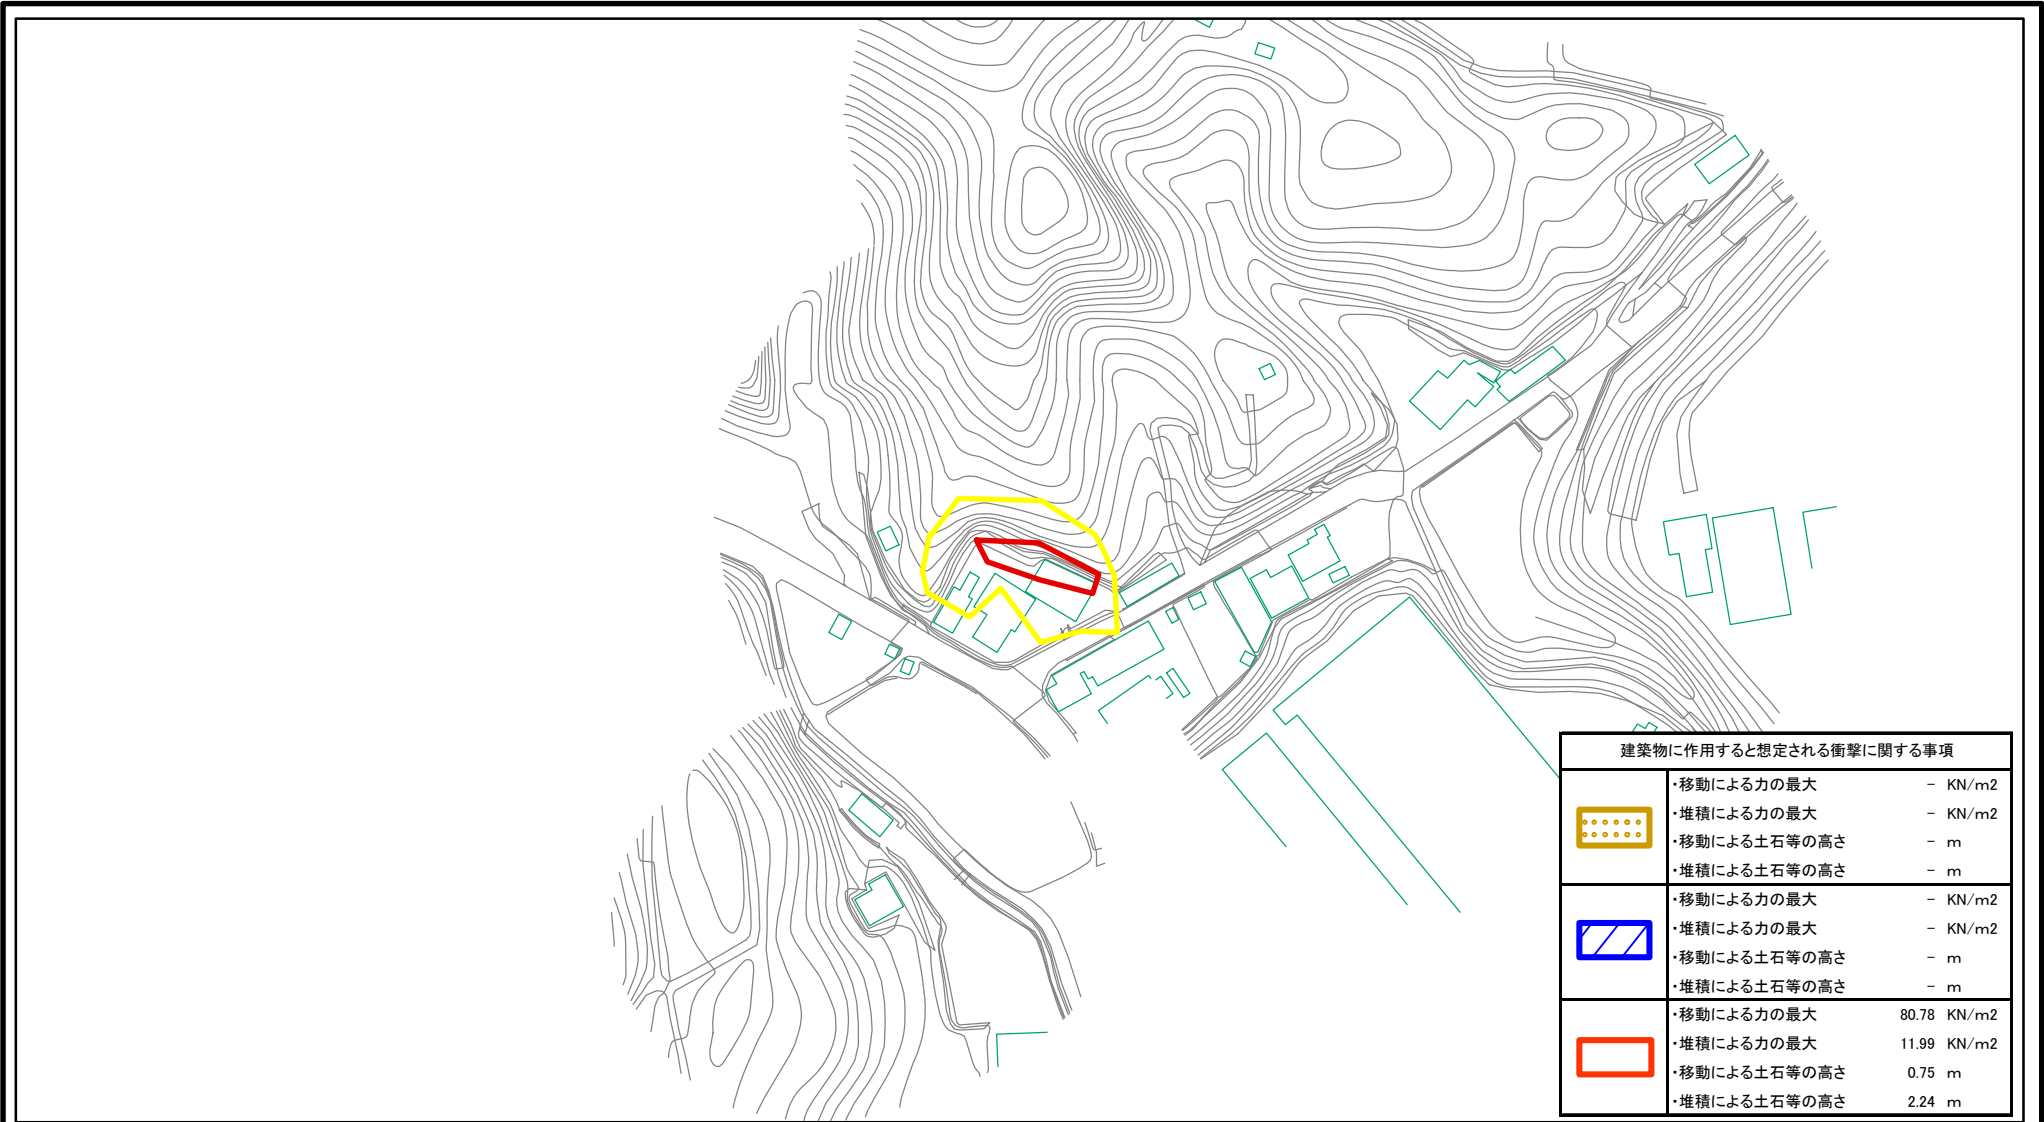 建築物に作用すると想定される衝撃に関する事項
・移動による力の最大 - KN/m2
・堆積による力の最大 - KN/m2
・移動による土石等の高さ - m
・堆積による土石等の高さ - m
・移動による力の最大 - KN/m2
・堆積による力の最大 - KN/m2
・移動による土石等の高さ - m
・堆積による土石等の高さ - m
・移動による力の最大 80.78 KN/m2
・堆積による力の最大 11.99 KN/m2
・移動による土石等の高さ 0.75 m
・堆積による土石等の高さ 2.24 m